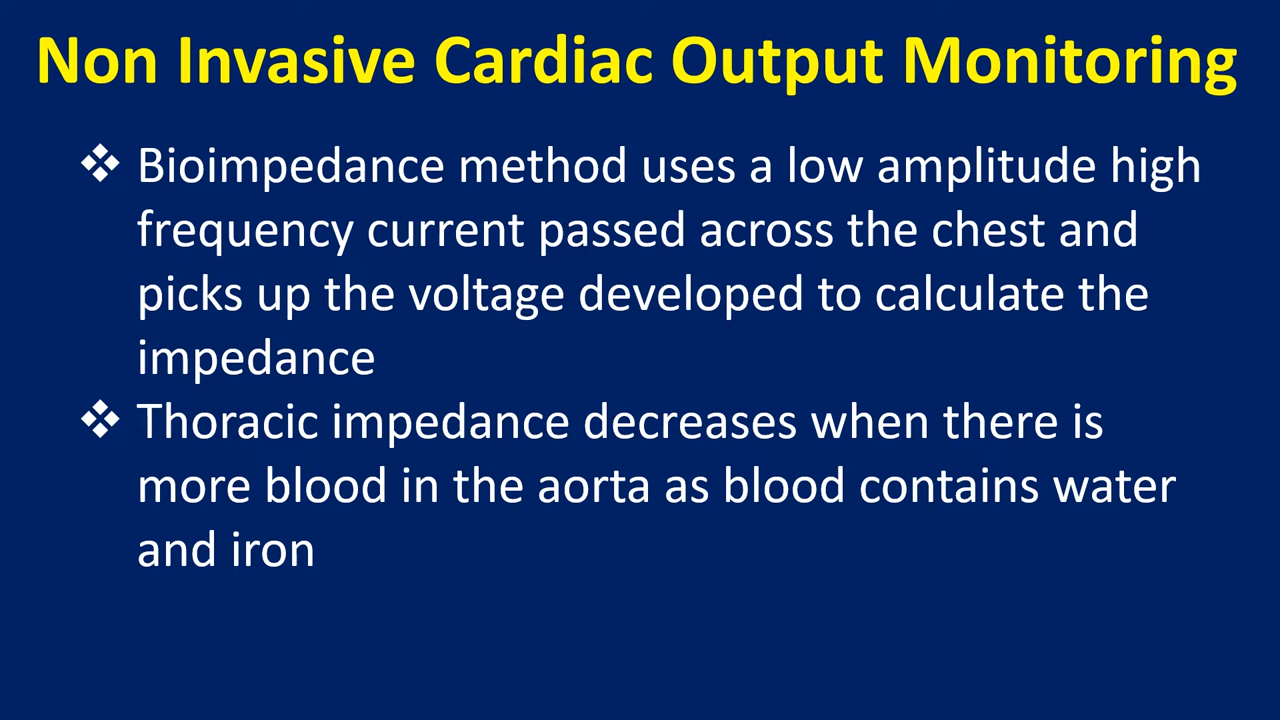 Non Invasive Cardiac Output Monitoring
❖ Bioimpedance method uses a low amplitude high
frequency current passed across the chest and
picks up the voltage developed to calculate the
impedance
❖ Thoracic impedance decreases when there is
more blood in the aorta as blood contains water
and iron